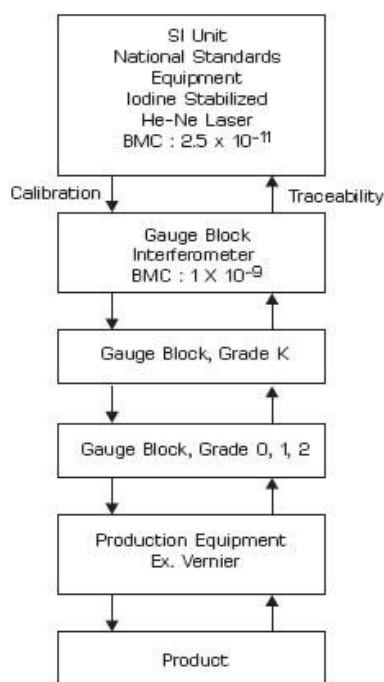 SI Unit
National Standards
Equipment
Iodine Stabilized
He-Ne Laser
BMC : 2.5 x 10⁻¹¹
Calibration
Traceability
Gauge Block
Interferometer
BMC : 1 X 10⁻⁹
Gauge Block, Grade K
Gauge Block, Grade 0, 1, 2
Production Equipment
Ex. Vernier
Product